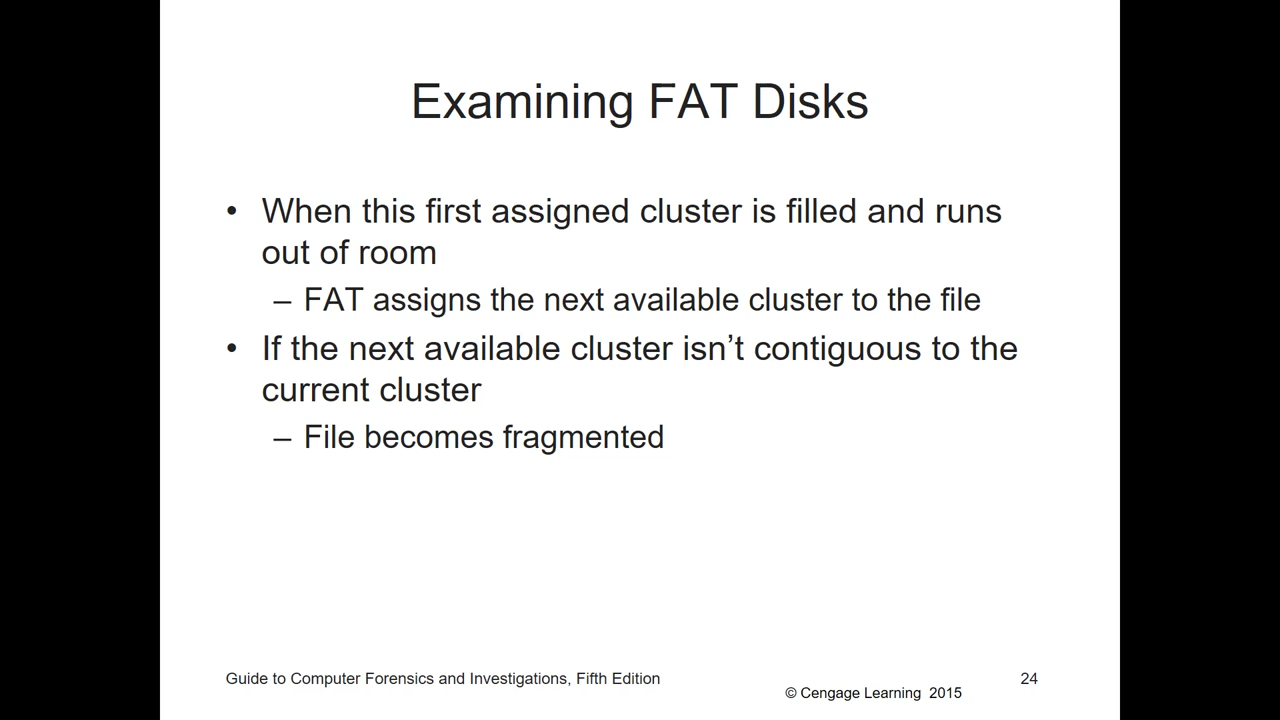 Examining FAT Disks
• When this first assigned cluster is filled and runs
out of room
– FAT assigns the next available cluster to the file
• If the next available cluster isn’t contiguous to the
current cluster
– File becomes fragmented
Guide to Computer Forensics and Investigations, Fifth Edition
24
© Cengage Learning 2015